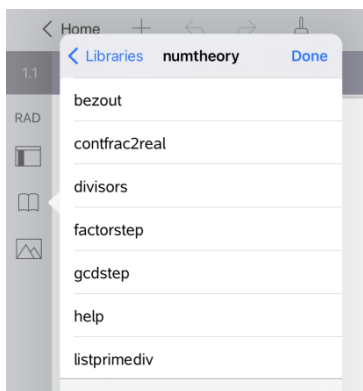 Home
Libraries numtheory Done
1.1
bezout
RAD
contfrac2real
divisors
factorstep
gcdstep
help
listprimediv